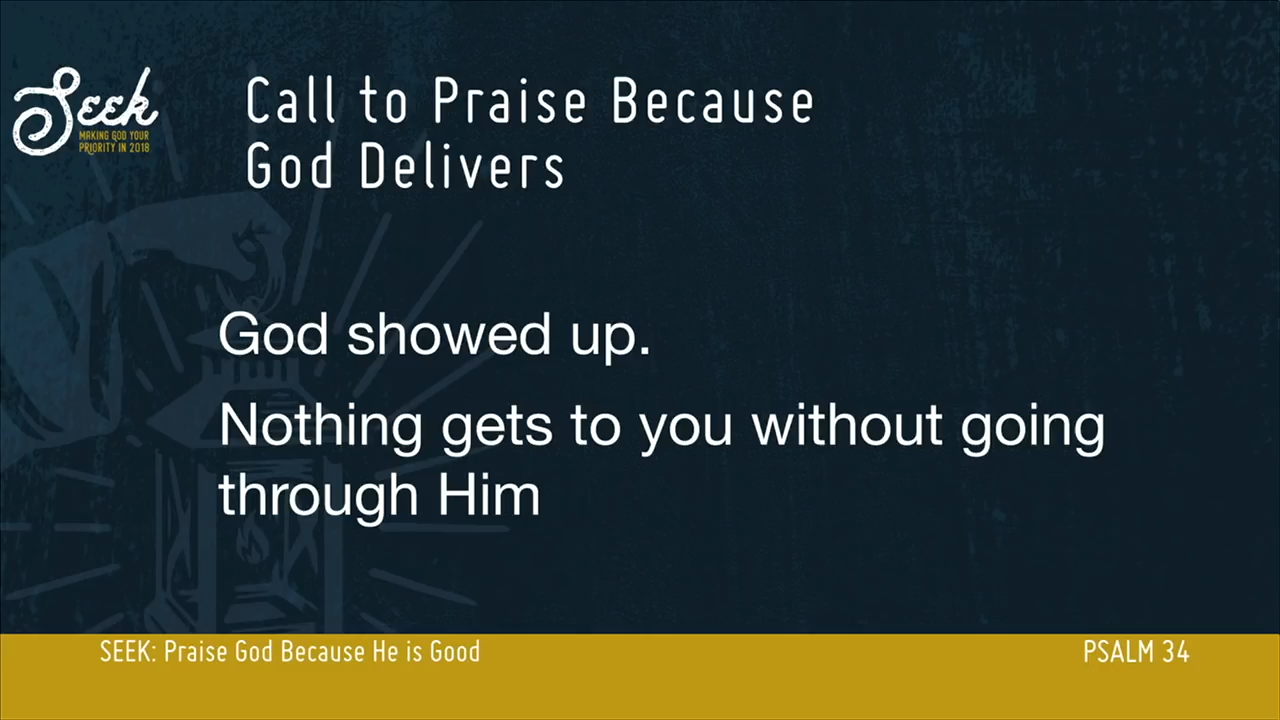 Seek
MAKING GOD YOUR
PRIORITY IN 2018
Call to Praise Because
God Delivers
God showed up.
Nothing gets to you without going
through Him
SEEK: Praise God Because He is Good
PSALM 34